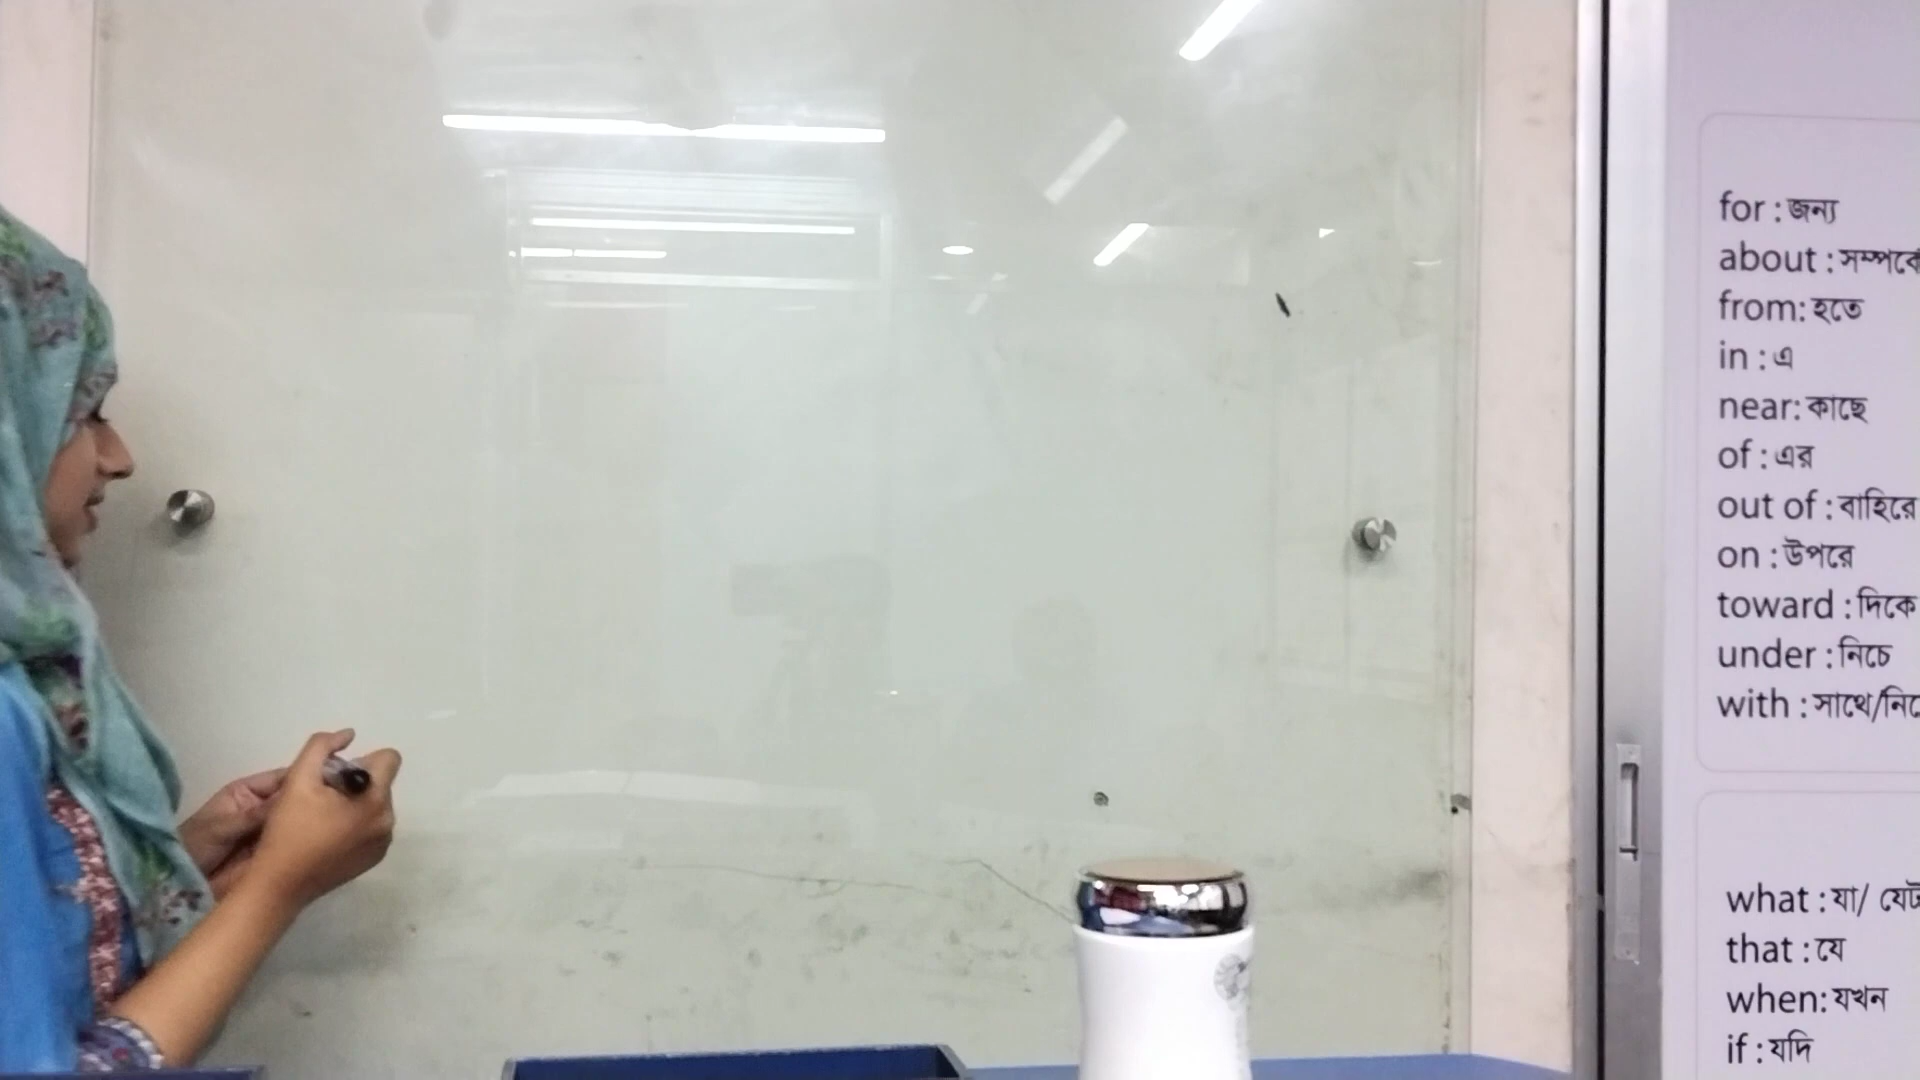 for : জন্য
about : সম্পর্কে
from: হতে
in : এ
near: কাছে
of : এর
out of : বাহিরে
on : উপরে
toward : দিকে
under : নিচে
with : সাথে/
what : যা/
that : যে
when: যখন
if : যদি